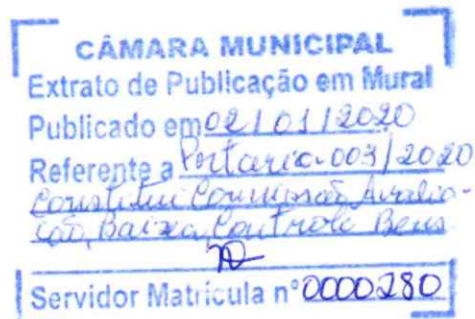 CÂMARA MUNICIPAL
Extrato de Publicação em Mural
Publicado em 02/01/2020
Referente a Portaria 003/2020
Constitui Comissão Avalia-
ção, Baixa, Controle Bens
Servidor Matrícula nº 0000280